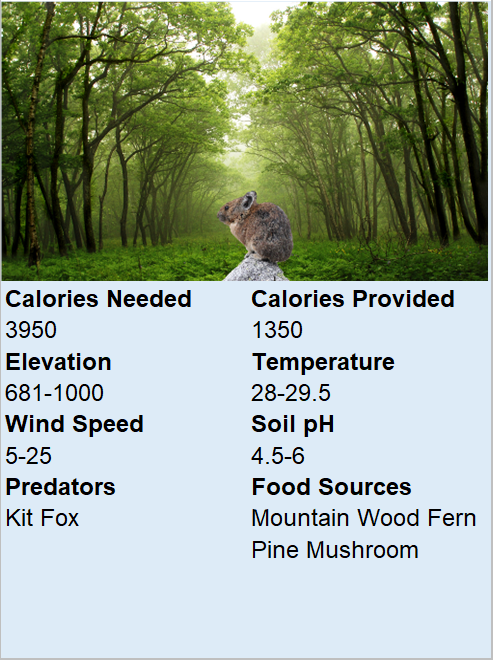 Calories Needed
Calories Provided
3950
1350
Elevation
Temperature
681-1000
28-29.5
Wind Speed
Soil pH
5-25
4.5-6
Predators
Food Sources
Kit Fox
Mountain Wood Fern
Pine Mushroom